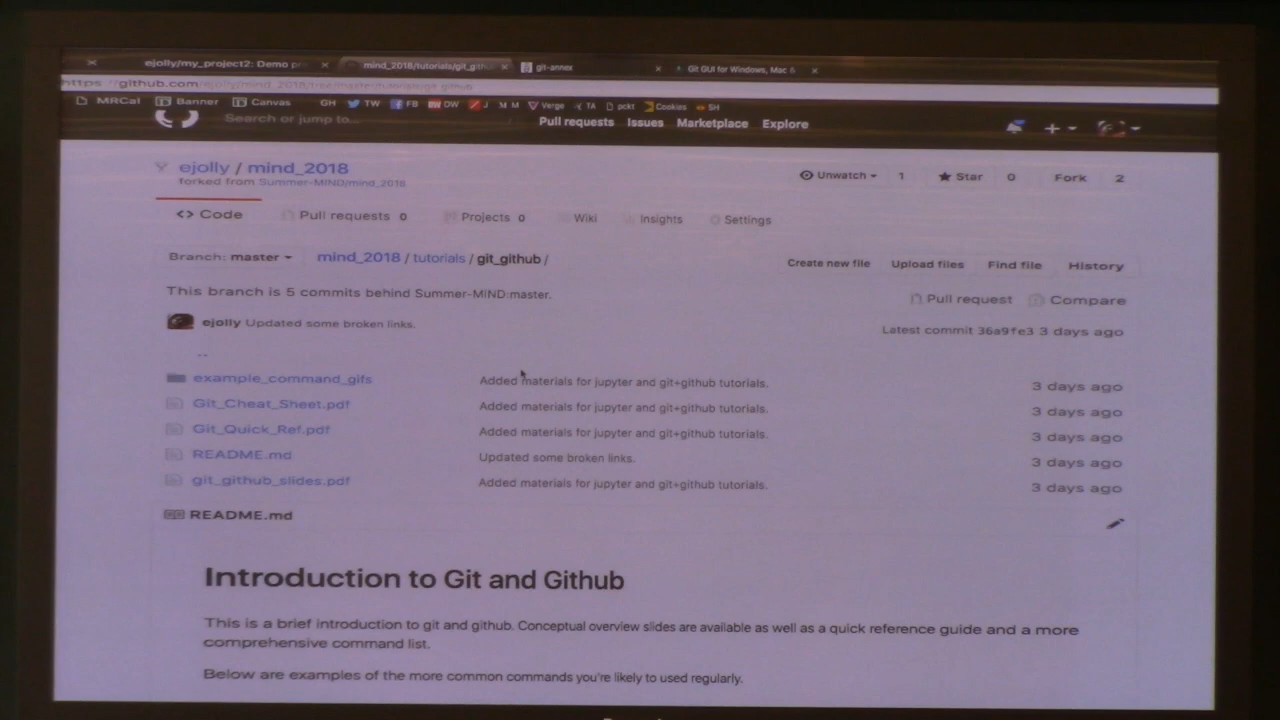 ejolly/my_project2: Demo pr mind_2018/tutorials/git_gith git-annex Git GUI for Windows, Mac &
https://github.com/ejolly/mind_2018/tree/master/tutorials/git_github
MRCal Banner Canvas GH TW FB DW J M Verge TA pckt Cookies SH
Search or jump to... Pull requests Issues Marketplace Explore
ejolly / mind_2018 Unwatch 1 Star 0 Fork 2
forked from Summer-MIND/mind_2018
<> Code Pull requests 0 Projects 0 Wiki Insights Settings
Branch: master mind_2018 / tutorials / git_github / Create new file Upload files Find file History
This branch is 5 commits behind Summer-MIND:master. Pull request Compare
ejolly Updated some broken links. Latest commit 36a9fe3 3 days ago
..
example_command_gifs Added materials for jupyter and git+github tutorials. 3 days ago
Git_Cheat_Sheet.pdf Added materials for jupyter and git+github tutorials. 3 days ago
Git_Quick_Ref.pdf Added materials for jupyter and git+github tutorials. 3 days ago
README.md Updated some broken links. 3 days ago
git_github_slides.pdf Added materials for jupyter and git+github tutorials. 3 days ago
README.md
Introduction to Git and Github
This is a brief introduction to git and github. Conceptual overview slides are available as well as a quick reference guide and a more
comprehensive command list.
Below are examples of the more common commands you're likely to used regularly.